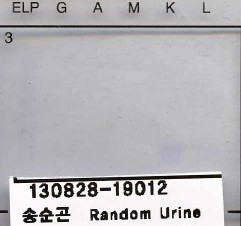 ELP G A M K L
3
130828-19012
송순곤 Random Urine